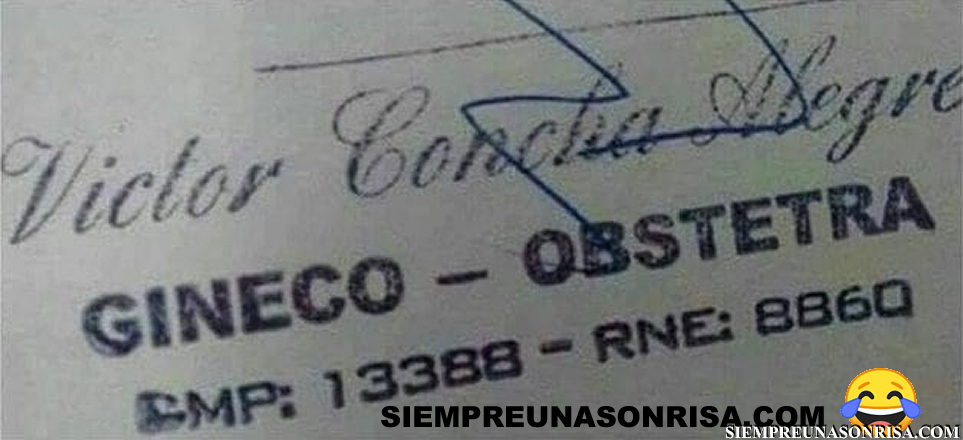 Victor Concha Alegre
GINECO - OBSTETRA
CMP: 13388 - RNE: 8860
SIEMPREUNASONRISA.COM
SIEMPREUNASONRISA.COM